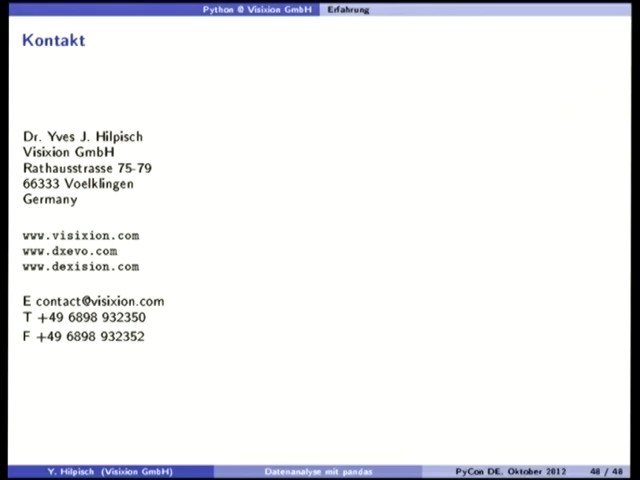 Python @ Visixion GmbH Erfahrung
Kontakt
Dr. Yves J. Hilpisch
Visixion GmbH
Rathausstrasse 75-79
66333 Voelklingen
Germany
www.visixion.com
www.dxevo.com
www.dexision.com
E contact@visixion.com
T +49 6898 932350
F +49 6898 932352
Y. Hilpisch (Visixion GmbH) Datenanalyse mit pandas PyCon DE, Oktober 2012 48 / 48